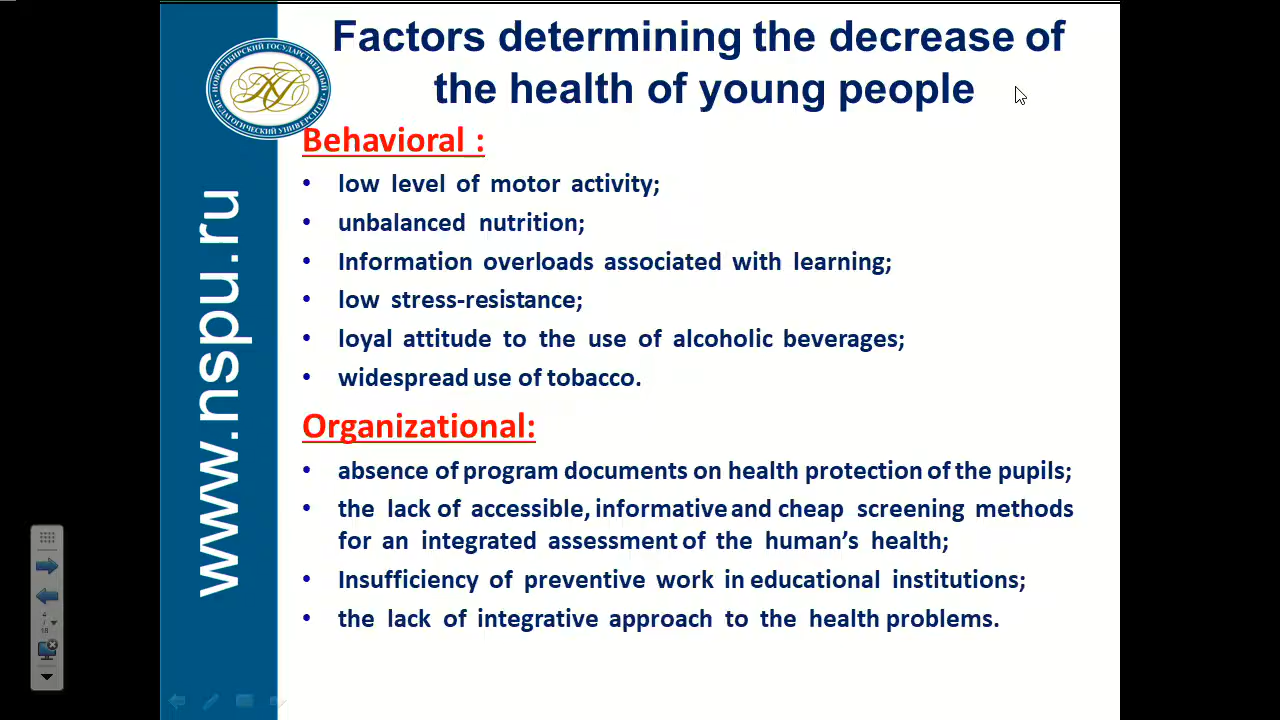 Factors determining the decrease of
the health of young people
НОВОСИБИРСКИЙ ГОСУДАРСТВЕННЫЙ
ПЕДАГОГИЧЕСКИЙ УНИВЕРСИТЕТ
www.nspu.ru
Behavioral :
• low level of motor activity;
• unbalanced nutrition;
• Information overloads associated with learning;
• low stress-resistance;
• loyal attitude to the use of alcoholic beverages;
• widespread use of tobacco.
Organizational:
• absence of program documents on health protection of the pupils;
• the lack of accessible, informative and cheap screening methods
for an integrated assessment of the human’s health;
• Insufficiency of preventive work in educational institutions;
• the lack of integrative approach to the health problems.